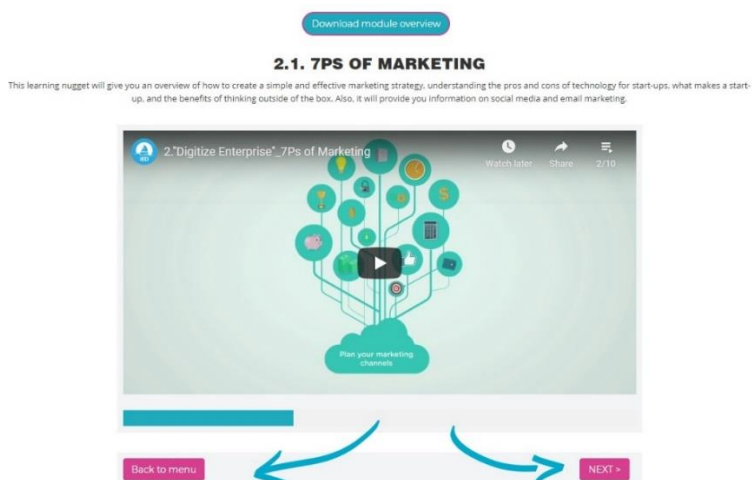 Download module overview
2.1. 7PS OF MARKETING
This learning nugget will give you an overview of how to create a simple and effective marketing strategy, understanding the pros and cons of technology for start-ups, what makes a start-
up, and the benefits of thinking outside of the box. Also, it will provide you information on social media and email marketing.
2."Digitize Enterprise"_7Ps of Marketing
Watch later
Share
2/10
Plan your marketing
channels
Back to menu
NEXT >